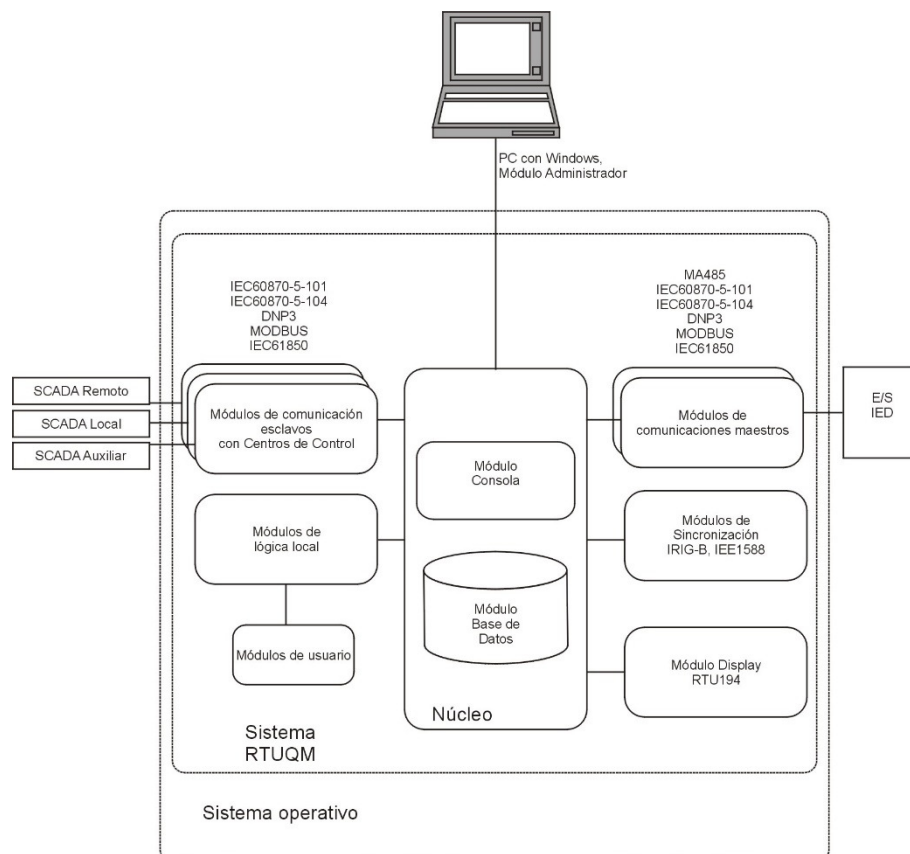 PC con Windows,
Módulo Administrador
IEC60870-5-101
IEC60870-5-104
DNP3
MODBUS
IEC61850
MA485
IEC60870-5-101
IEC60870-5-104
DNP3
MODBUS
IEC61850
SCADA Remoto
SCADA Local
SCADA Auxiliar
Módulos de comunicación
esclavos
con Centros de Control
Módulos de
comunicaciones maestros
E/S
IED
Módulo
Consola
Módulos de
lógica local
Módulos de
Sincronización
IRIG-B, IEE1588
Módulo
Base de
Datos
Módulos de usuario
Módulo Display
RTU194
Núcleo
Sistema
RTUQM
Sistema operativo